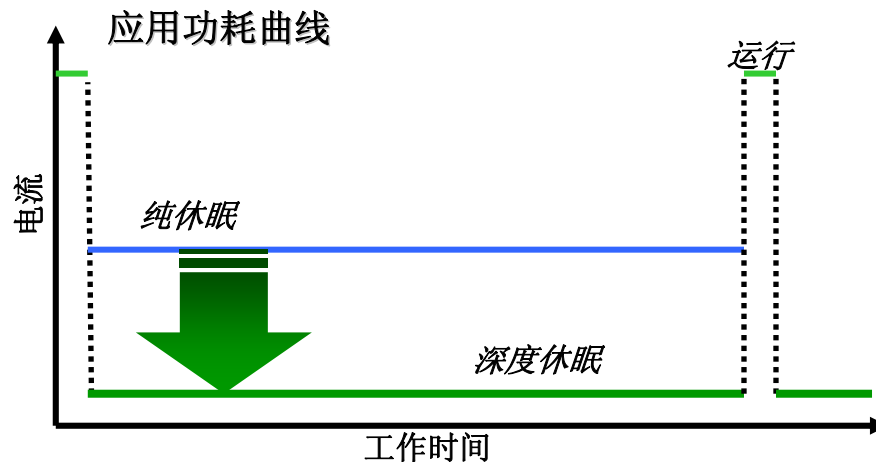 应用功耗曲线
运行
电流
纯休眠
深度休眠
工作时间